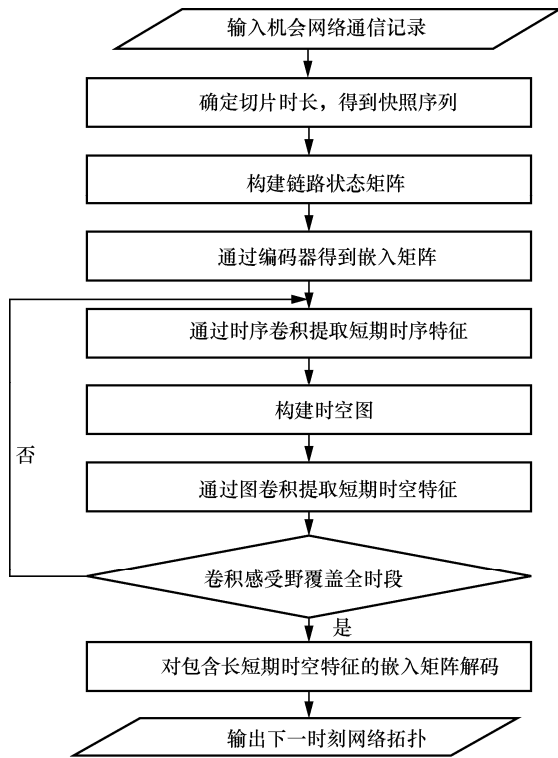 输入机会网络通信记录
确定切片时长，得到快照序列
构建链路状态矩阵
通过编码器得到嵌入矩阵
通过时序卷积提取短期时序特征
构建时空图
否
通过图卷积提取短期时空特征
卷积感受野覆盖全时段
是
对包含长短期时空特征的嵌入矩阵解码
输出下一时刻网络拓扑